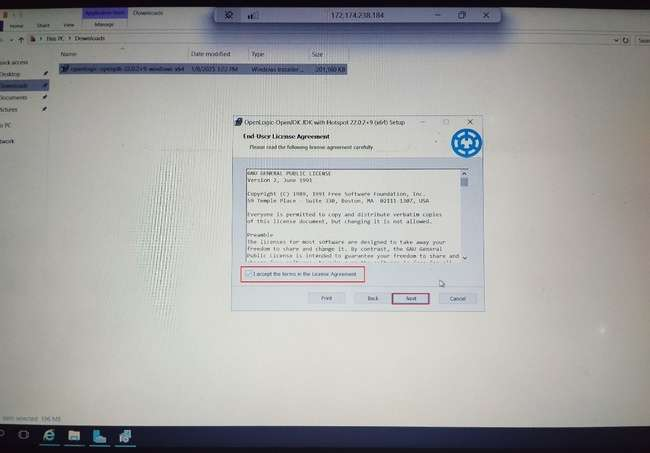 Application Tools
Downloads
172.174.238.184
Home
Share
View
Manage
This PC > Downloads
Name
Date modified
Type
Size
quick access
Desktop
openlogic-openjdk-22.0.2+9-windows-x64
1/8/2025 1:22 PM
Windows Installer ...
201,160 KB
Downloads
Documents
Pictures
PC
twork
OpenLogic-OpenJDK JDK with Hotspot 22.0.2+9 (x64) Setup
End-User License Agreement
Please read the following license agreement carefully
GNU GENERAL PUBLIC LICENSE
Version 2, June 1991
Copyright (C) 1989, 1991 Free Software Foundation, Inc.
59 Temple Place - Suite 330, Boston, MA 02111-1307, USA
Everyone is permitted to copy and distribute verbatim copies
of this license document, but changing it is not allowed.
Preamble
The licenses for most software are designed to take away your
freedom to share and change it. By contrast, the GNU General
Public License is intended to guarantee your freedom to share and
I accept the terms in the License Agreement
Print
Back
Next
Cancel
item selected 196 MB